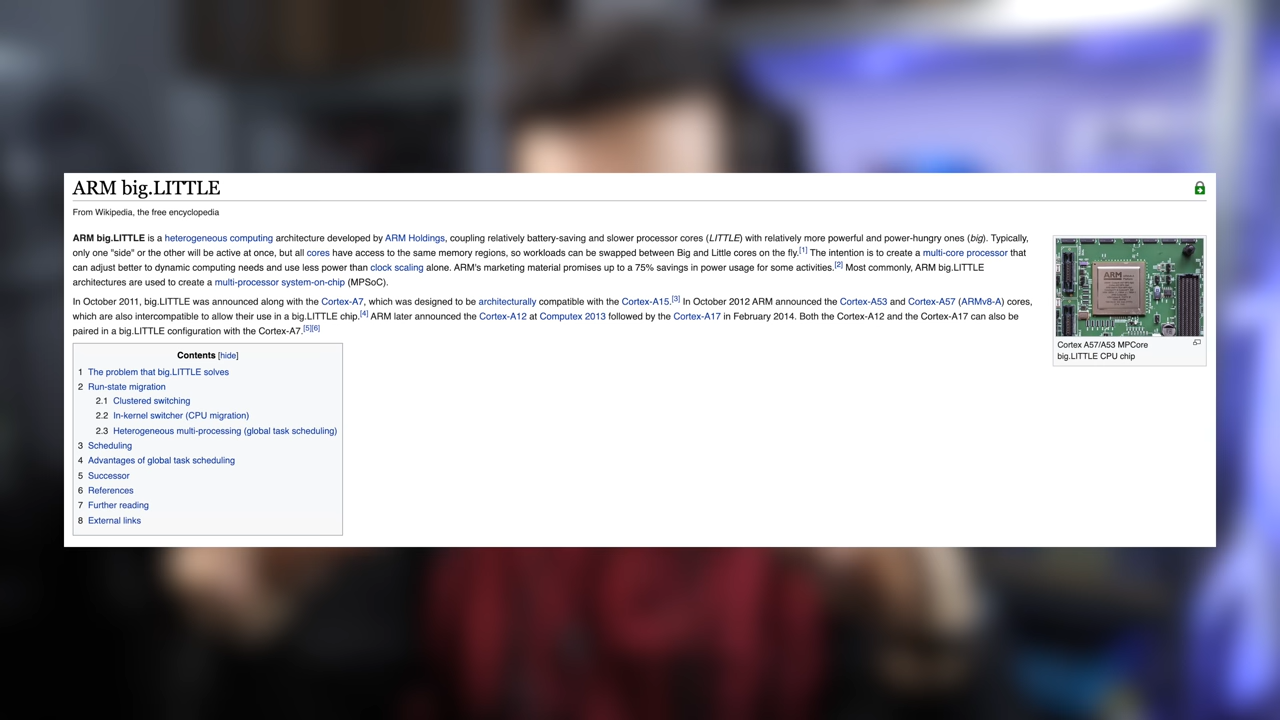 ARM big.LITTLE
From Wikipedia, the free encyclopedia
ARM big.LITTLE is a heterogeneous computing architecture developed by ARM Holdings, coupling relatively battery-saving and slower processor cores (LITTLE) with relatively more powerful and power-hungry ones (big). Typically,
only one "side" or the other will be active at once, but all cores have access to the same memory regions, so workloads can be swapped between Big and Little cores on the fly.[1] The intention is to create a multi-core processor that
can adjust better to dynamic computing needs and use less power than clock scaling alone. ARM's marketing material promises up to a 75% savings in power usage for some activities.[2] Most commonly, ARM big.LITTLE
architectures are used to create a multi-processor system-on-chip (MPSoC).
In October 2011, big.LITTLE was announced along with the Cortex-A7, which was designed to be architecturally compatible with the Cortex-A15.[3] In October 2012 ARM announced the Cortex-A53 and Cortex-A57 (ARMv8-A) cores,
which are also intercompatible to allow their use in a big.LITTLE chip.[4] ARM later announced the Cortex-A12 at Computex 2013 followed by the Cortex-A17 in February 2014. Both the Cortex-A12 and the Cortex-A17 can also be
paired in a big.LITTLE configuration with the Cortex-A7.[5][6]
ARM
Cortex A57/A53 MPCore
big.LITTLE CPU chip
Contents [hide]
1 The problem that big.LITTLE solves
2 Run-state migration
2.1 Clustered switching
2.2 In-kernel switcher (CPU migration)
2.3 Heterogeneous multi-processing (global task scheduling)
3 Scheduling
4 Advantages of global task scheduling
5 Successor
6 References
7 Further reading
8 External links